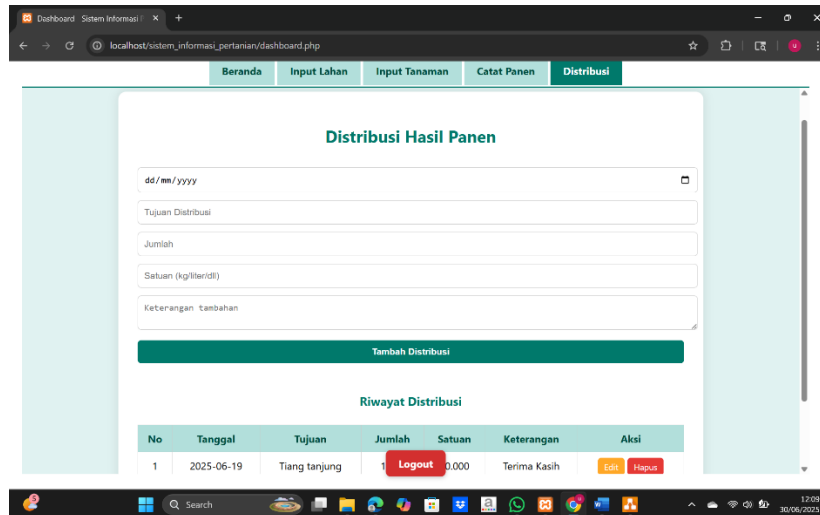 Dashboard Sistem Informasi
localhost/sistem_informasi_pertanian/dashboard.php
Beranda Input Lahan Input Tanaman Catat Panen Distribusi
Distribusi Hasil Panen
dd/mm/yyyy
Tujuan Distribusi
Jumlah
Satuan (kg/liter/dll)
Keterangan tambahan
Tambah Distribusi
Riwayat Distribusi
No Tanggal Tujuan Jumlah Satuan Keterangan Aksi
1 2025-06-19 Tiang tanjung 1 Logout 0.000 Terima Kasih Edit Hapus
Search
12:09
30/06/2025